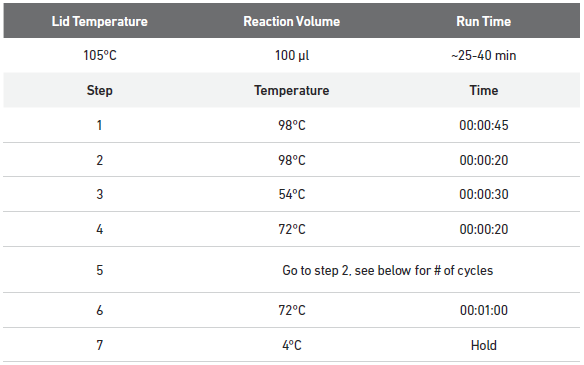 Lid Temperature Reaction Volume Run Time
105°C 100 µl ~25-40 min
Step Temperature Time
1 98°C 00:00:45
2 98°C 00:00:20
3 54°C 00:00:30
4 72°C 00:00:20
5 Go to step 2, see below for # of cycles
6 72°C 00:01:00
7 4°C Hold